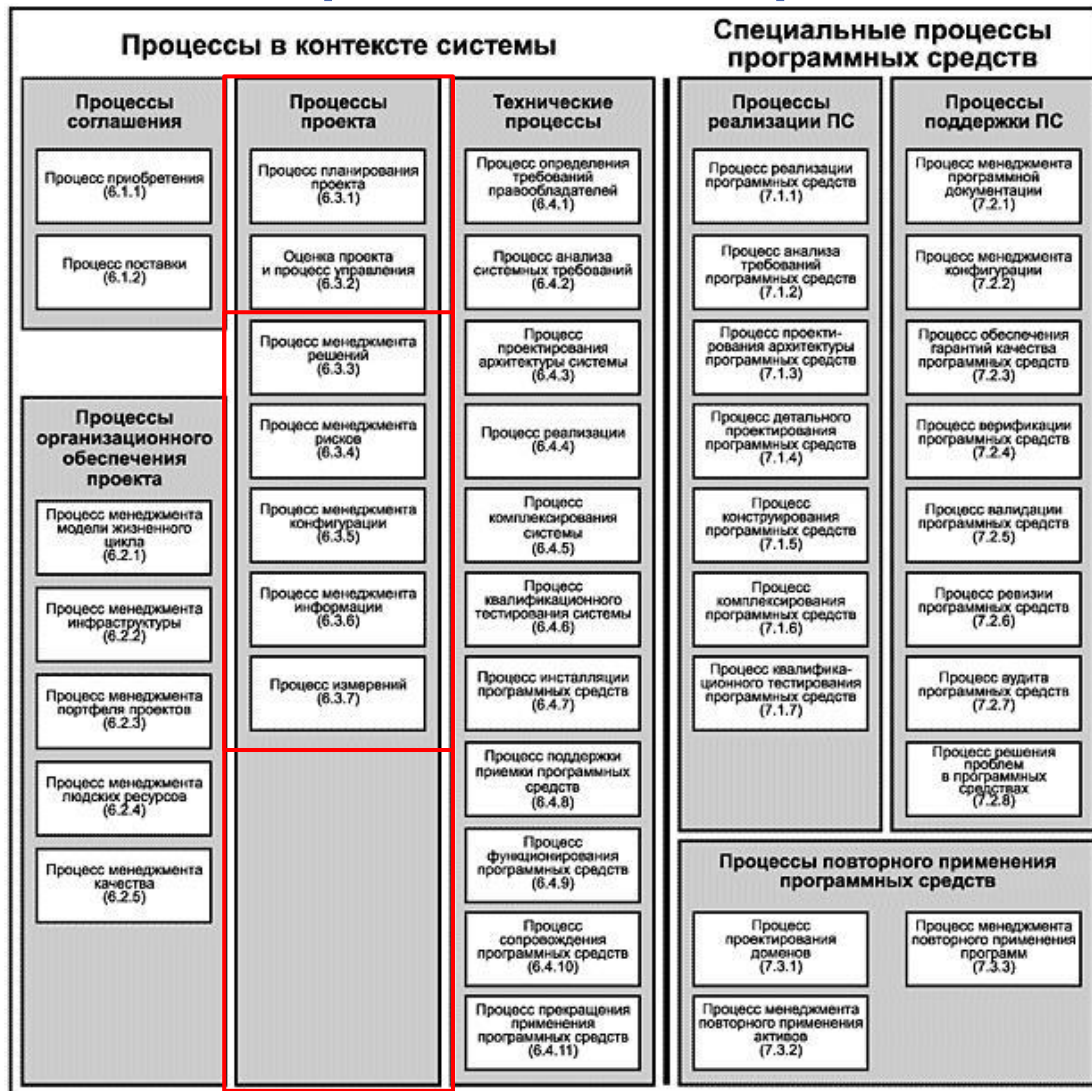 Процессы в контексте системы
Специальные процессы
программных средств
Процессы
соглашения
Процесс приобретения
(6.1.1)
Процесс поставки
(6.1.2)
Процессы
организационного
обеспечения
проекта
Процесс менеджмента
модели жизненного
цикла
(6.2.1)
Процесс менеджмента
инфраструктуры
(6.2.2)
Процесс менеджмента
портфеля проектов
(6.2.3)
Процесс менеджмента
людских ресурсов
(6.2.4)
Процесс менеджмента
качества
(6.2.5)
Процессы
проекта
Процесс планирования
проекта
(6.3.1)
Оценка проекта
и процесс управления
(6.3.2)
Процесс менеджмента
решений
(6.3.3)
Процесс менеджмента
рисков
(6.3.4)
Процесс менеджмента
конфигурации
(6.3.5)
Процесс менеджмента
информации
(6.3.6)
Процесс измерений
(6.3.7)
Технические
процессы
Процесс определения
требований
правообладателей
(6.4.1)
Процесс анализа
системных требований
(6.4.2)
Процесс
проектирования
архитектуры системы
(6.4.3)
Процесс реализации
(6.4.4)
Процесс
комплексирования
системы
(6.4.5)
Процесс
квалификационного
тестирования системы
(6.4.6)
Процесс инсталляции
программных средств
(6.4.7)
Процесс поддержки
приемки программных
средств
(6.4.8)
Процесс
функционирования
программных средств
(6.4.9)
Процесс
сопровождения
программных средств
(6.4.10)
Процесс прекращения
применения
программных средств
(6.4.11)
Процессы
реализации ПС
Процесс реализации
программных средств
(7.1.1)
Процесс анализа
требований
программных средств
(7.1.2)
Процесс проекти-
рования архитектуры
программных средств
(7.1.3)
Процесс детального
проектирования
программных средств
(7.1.4)
Процесс
конструирования
программных средств
(7.1.5)
Процесс
комплексирования
программных средств
(7.1.6)
Процесс квалифика-
ционного тестирования
программных средств
(7.1.7)
Процессы
поддержки ПС
Процесс менеджмента
программной
документации
(7.2.1)
Процесс менеджмента
конфигурации
(7.2.2)
Процесс обеспечения
гарантий качества
программных средств
(7.2.3)
Процесс верификации
программных средств
(7.2.4)
Процесс валидации
программных средств
(7.2.5)
Процесс ревизии
программных средств
(7.2.6)
Процесс аудита
программных средств
(7.2.7)
Процесс решения
проблем
в программных
средствах
(7.2.8)
Процессы повторного применения
программных средств
Процесс
проектирования
доменов
(7.3.1)
Процесс менеджмента
повторного применения
активов
(7.3.2)
Процесс менеджмента
повторного применения
программ
(7.3.3)